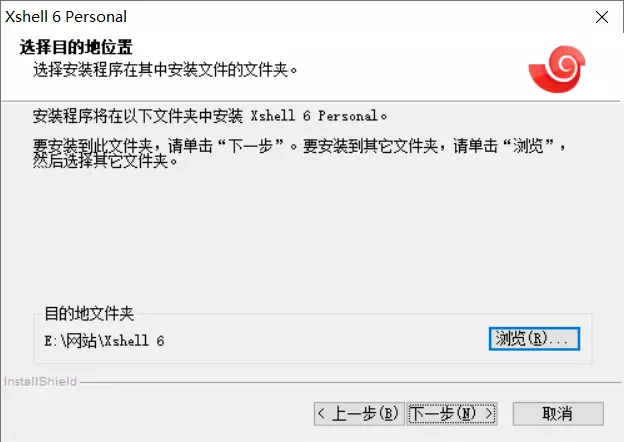 Xshell 6 Personal
选择目的地位置
选择安装程序在其中安装文件的文件夹。
安装程序将在以下文件夹中安装 Xshell 6 Personal。
要安装到此文件夹，请单击“下一步”。要安装到其它文件夹，请单击“浏览”，
然后选择其它文件夹。
目的地文件夹
E:\网站\Xshell 6
浏览(R)...
InstallShield
< 上一步(B)
下一步(N) >
取消